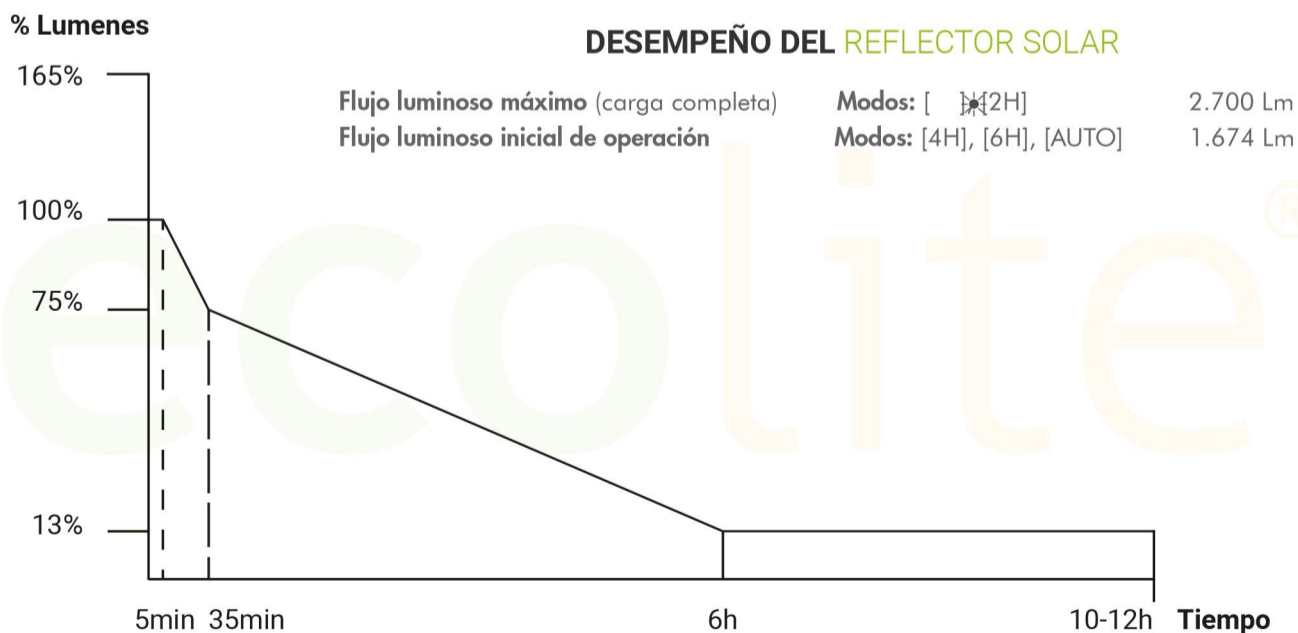 % Lumenes
DESEMPEÑO DEL REFLECTOR SOLAR
165%
Flujo luminoso máximo (carga completa) Modos: [ ] [2H] 2.700 Lm
Flujo luminoso inicial de operación Modos: [4H], [6H], [AUTO] 1.674 Lm
100%
75%
13%
5min 35min 6h 10-12h Tiempo
ecolite®